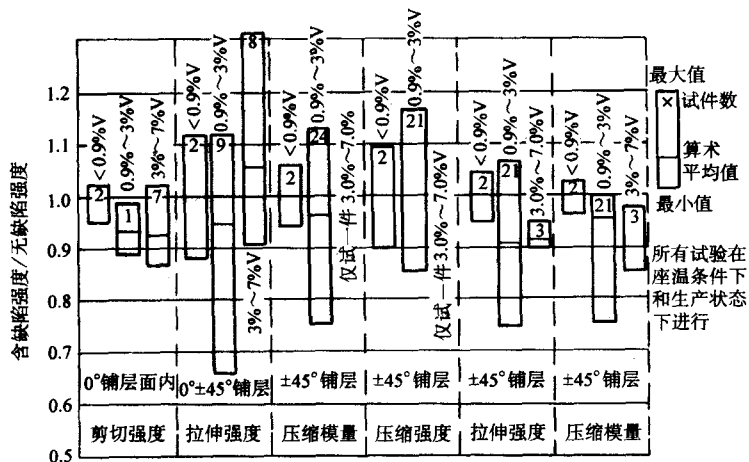 含缺陷强度/无缺陷强度
1.2
1.1
1.0
0.9
0.8
0.7
0.6
0.5
2
<0.9%V
1
0.9%~3%V
7
3%~7%V
0°铺层面内
剪切强度
2
<0.9%V
9
0.9%~3%V
8
3%~7%V
0°±45°铺层
拉伸强度
2
<0.9%V
24
0.9%~3%V
仅试一件3.0%~7.0%
±45°铺层
压缩模量
2
<0.9%V
21
0.9%~3%V
仅试一件3.0%~7.0%V
±45°铺层
压缩强度
2
<0.9%V
21
0.9%~3%V
3
3.0%~7.0%V
±45°铺层
拉伸强度
2
<0.9%V
21
0.9%~3%V
3
3%~7%V
±45°铺层
压缩模量
最大值
×试件数
算术
平均值
最小值
所有试验在
座温条件下
和生产状态
下进行